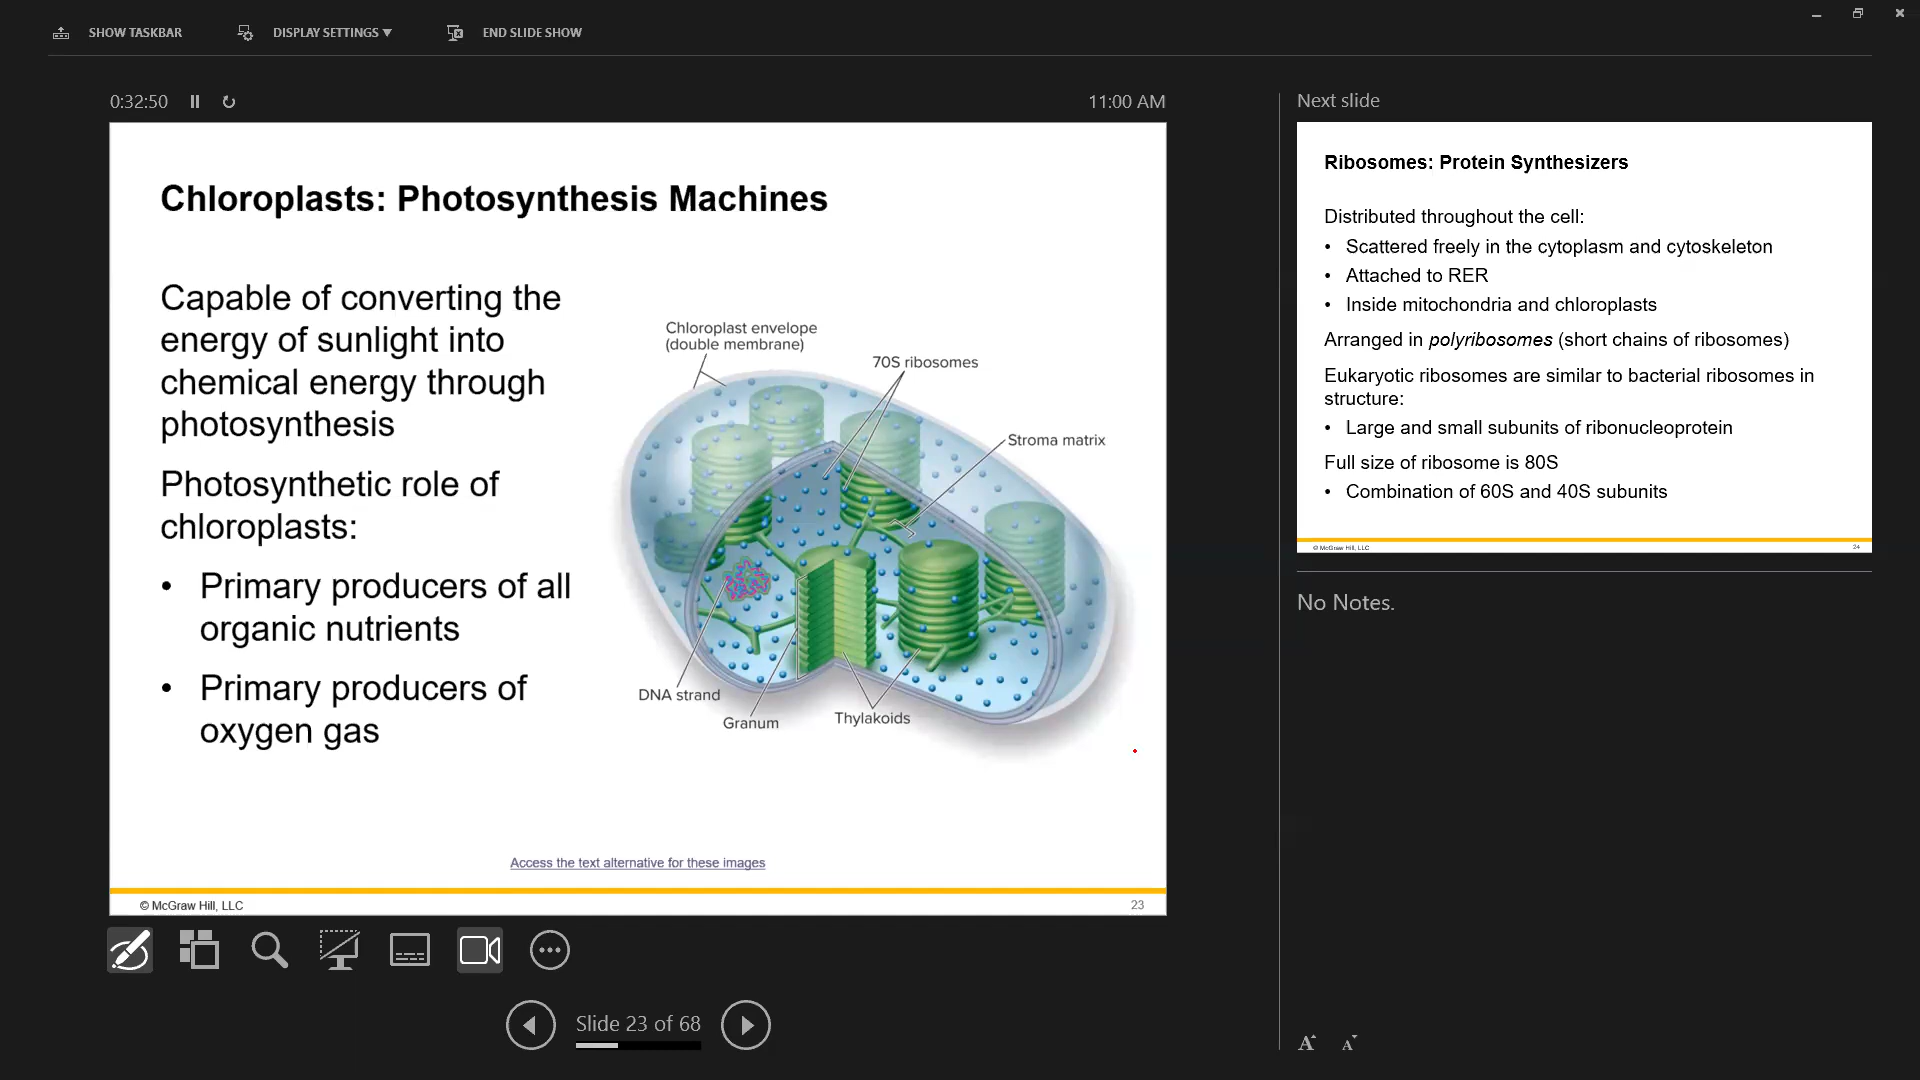 SHOW TASKBAR
DISPLAY SETTINGS ▼
END SLIDE SHOW
0:32:50
11:00 AM
Chloroplasts: Photosynthesis Machines
Capable of converting the
energy of sunlight into
chemical energy through
photosynthesis
Photosynthetic role of
chloroplasts:
• Primary producers of all
organic nutrients
• Primary producers of
oxygen gas
Chloroplast envelope
(double membrane)
70S ribosomes
Stroma matrix
DNA strand
Granum
Thylakoids
Access the text alternative for these images
© McGraw Hill, LLC
23
Slide 23 of 68
Next slide
Ribosomes: Protein Synthesizers
Distributed throughout the cell:
• Scattered freely in the cytoplasm and cytoskeleton
• Attached to RER
• Inside mitochondria and chloroplasts
Arranged in polyribosomes (short chains of ribosomes)
Eukaryotic ribosomes are similar to bacterial ribosomes in
structure:
• Large and small subunits of ribonucleoprotein
Full size of ribosome is 80S
• Combination of 60S and 40S subunits
© McGraw Hill, LLC
24
No Notes.
A
A